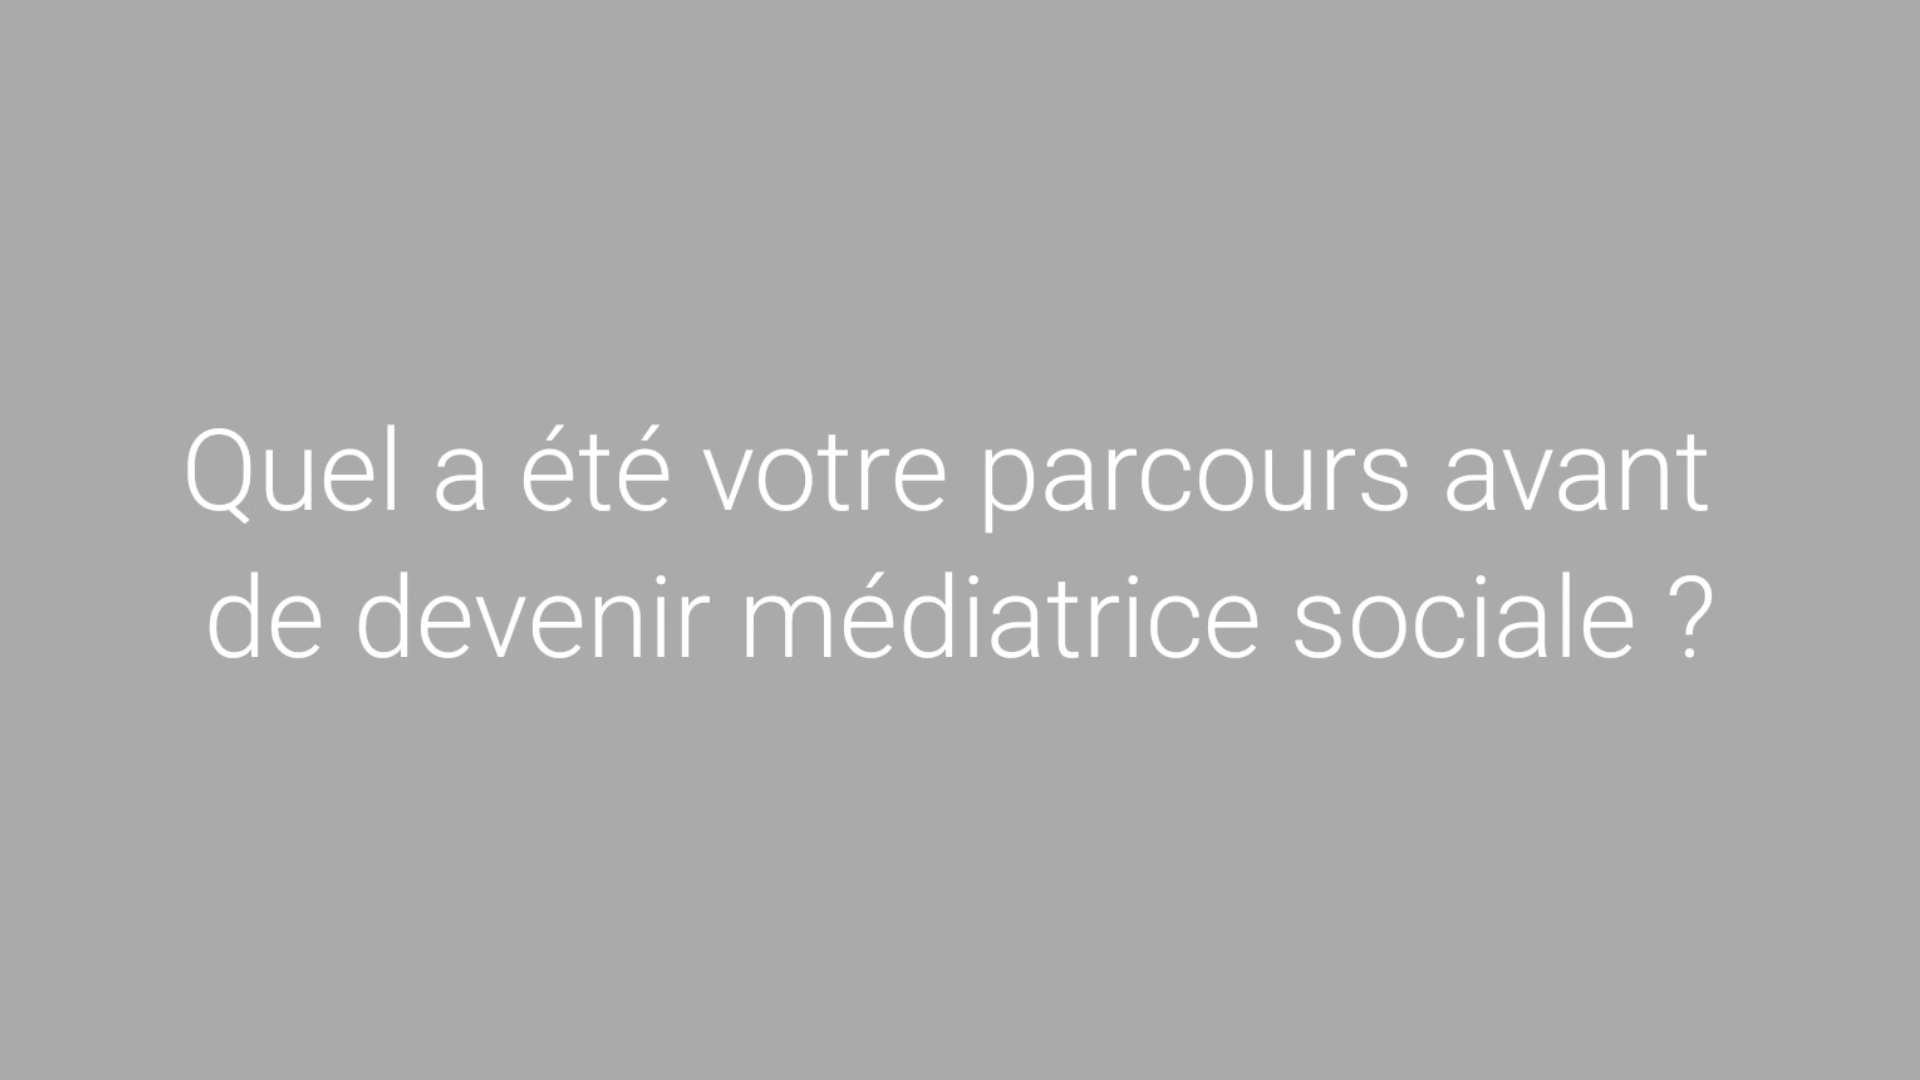 Quel a été votre parcours avant
de devenir médiatrice sociale ?